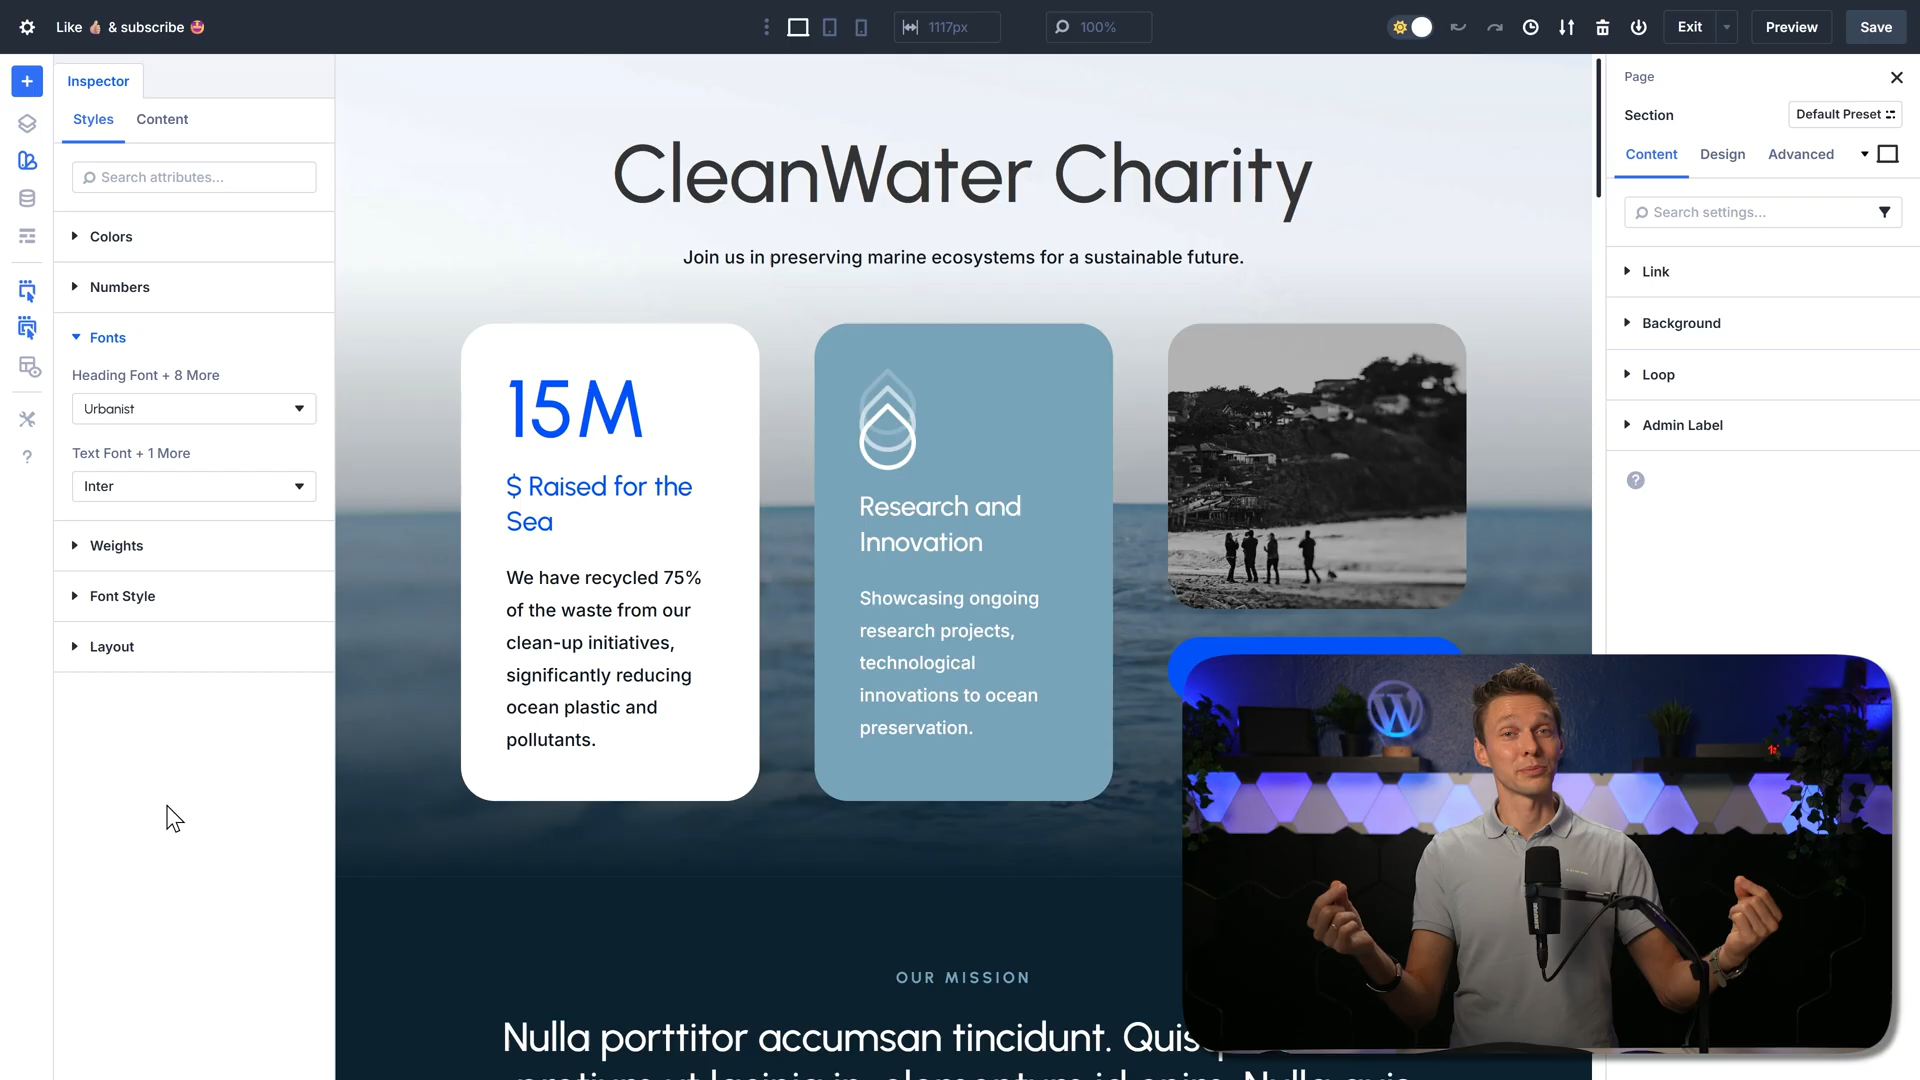 Like 👍🏼 & subscribe 🤩
1117px
100%
Exit
Preview
Save
Inspector
Styles
Content
Search attributes...
Colors
Numbers
Fonts
Heading Font + 8 More
Urbanist
Text Font + 1 More
Inter
Weights
Font Style
Layout
CleanWater Charity
Join us in preserving marine ecosystems for a sustainable future.
15M
$ Raised for the
Sea
We have recycled 75%
of the waste from our
clean-up initiatives,
significantly reducing
ocean plastic and
pollutants.
Research and
Innovation
Showcasing ongoing
research projects,
technological
innovations to ocean
preservation.
OUR MISSION
Nulla porttitor accumsan tincidunt.
Page
Section
Default Preset
Content
Design
Advanced
Search settings...
Link
Background
Loop
Admin Label